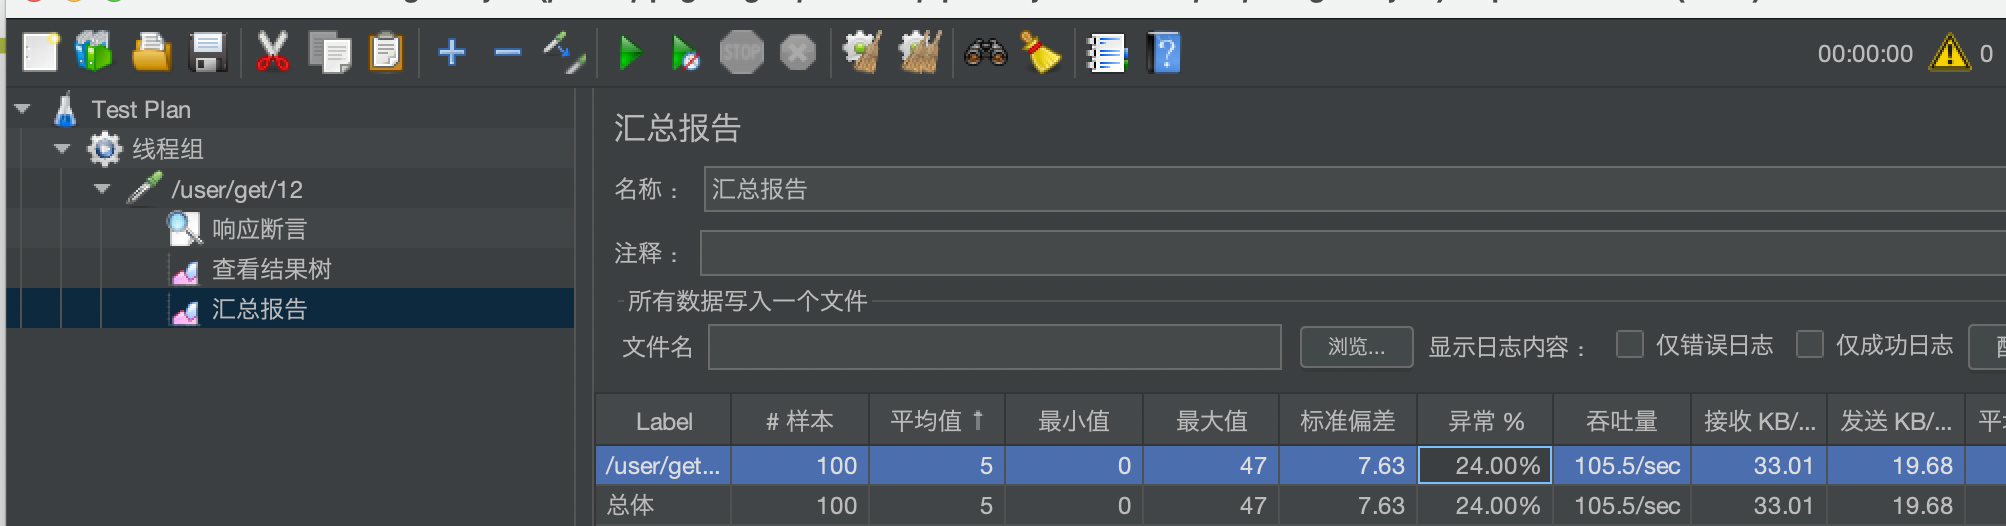 STOP
00:00:00
0
Test Plan
线程组
/user/get/12
响应断言
查看结果树
汇总报告
汇总报告
名称：
汇总报告
注释：
所有数据写入一个文件
文件名
浏览...
显示日志内容：
仅错误日志
仅成功日志
Label # 样本 平均值 ↑ 最小值 最大值 标准偏差 异常 % 吞吐量 接收 KB/... 发送 KB/...
/user/get... 100 5 0 47 7.63 24.00% 105.5/sec 33.01 19.68
总体 100 5 0 47 7.63 24.00% 105.5/sec 33.01 19.68